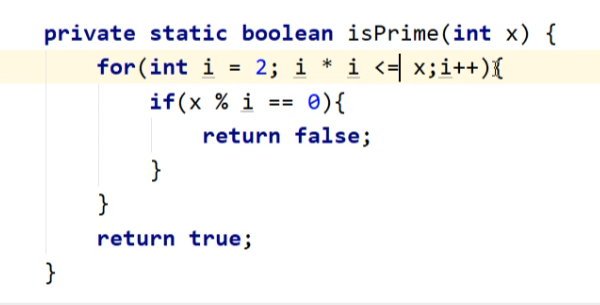 private static boolean isPrime(int x) {
for(int i = 2; i * i <= x;i++){
if(x % i == 0){
return false;
}
}
return true;
}